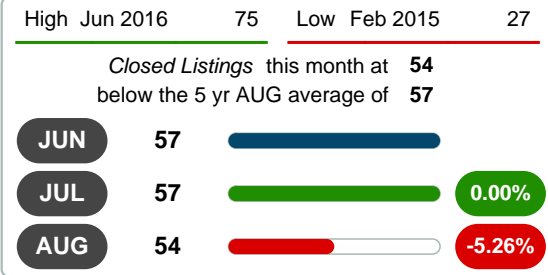 High Jun 2016 75 Low Feb 2015 27
Closed Listings this month at 54
below the 5 yr AUG average of 57
JUN 57
JUL 57 0.00%
AUG 54 -5.26%